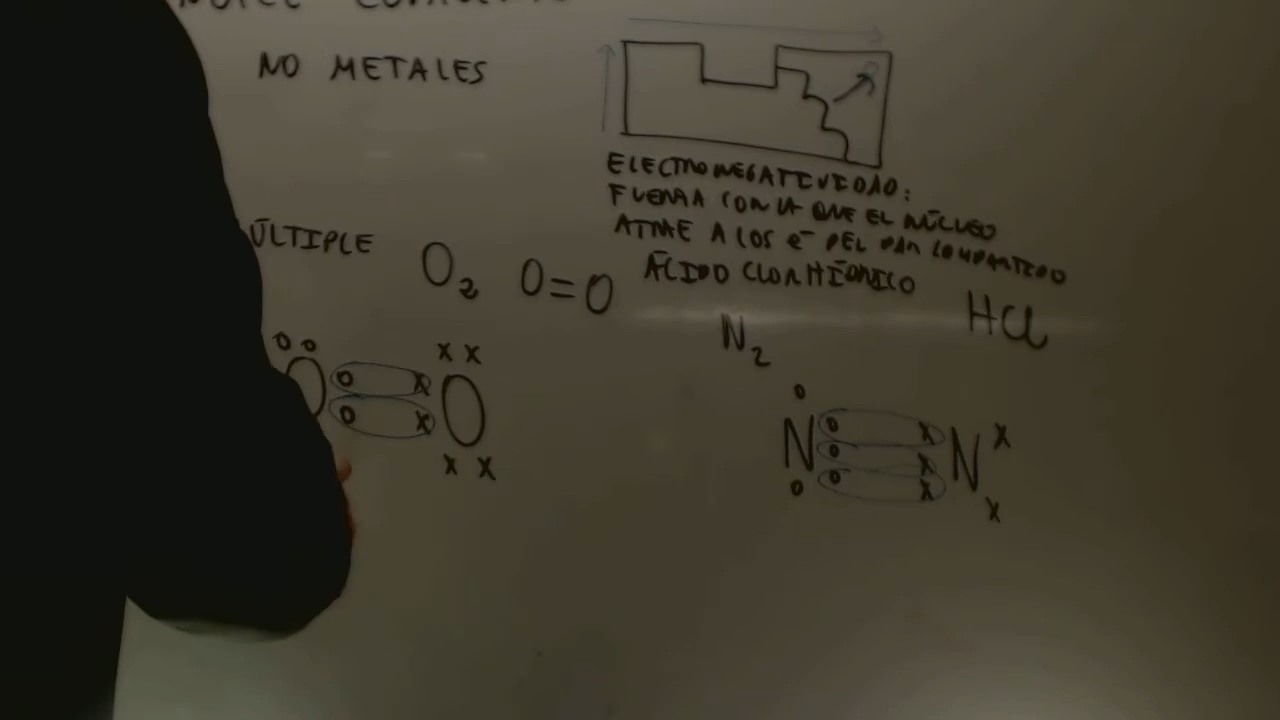 NO METALES
ELECTRONEGATIVIDAD:
FUERZA CON LA QUE EL NÚCLEO
ATRAE A LOS e⁻ DEL PAR COMPARTIDO
ÚLTIPLE
O₂ O=O
ÁCIDO CLORHÍDRICO
HCl
N₂
o o
x x
O o x O
o x
x x
o
N o x N x
o x
o x
o x